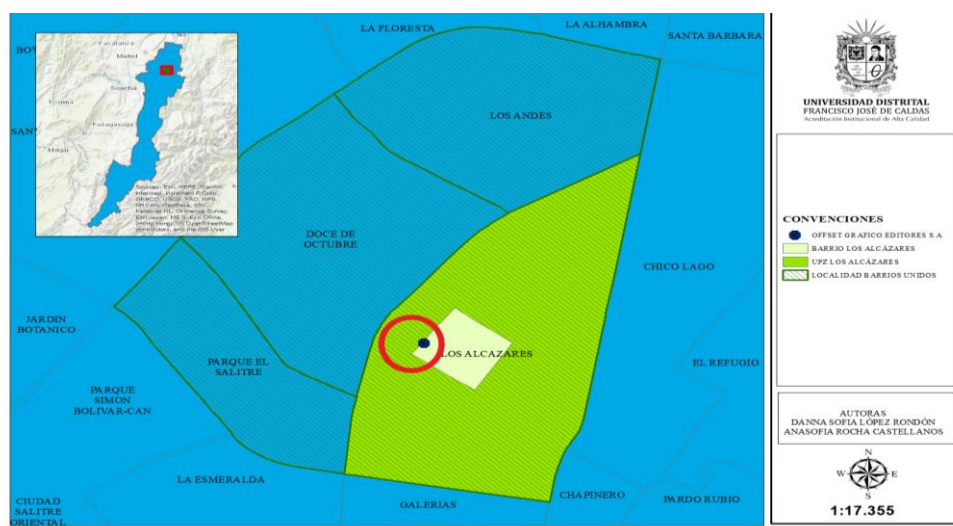 LA FLORESTA
LA ALHAMBRA
SANTA BARBARA
LOS ANDES
DOCE DE
OCTUBRE
CHICO LAGO
JARDIN
BOTANICO
PARQUE EL
SALITRE
LOS ALCAZARES
EL REFUGIO
PARQUE
SIMON
BOLIVAR-CAN
LA ESMERALDA
GALERIAS
CHAPINERO
PARDO RUBIO
CIUDAD
SALITRE
ORIENTAL
Madrid
Soacha
UNIVERSIDAD DISTRITAL
FRANCISCO JOSÉ DE CALDAS
Acreditación Institucional de Alta Calidad
CONVENCIONES
OFFSET GRAFICO EDITORES S.A
BARRIO LOS ALCÁZARES
UPZ LOS ALCÁZARES
LOCALIDAD BARRIOS UNIDOS
AUTORAS
DANNA SOFIA LÓPEZ RONDÓN
ANASOFIA ROCHA CASTELLANOS
N
W E
S
1:17.355